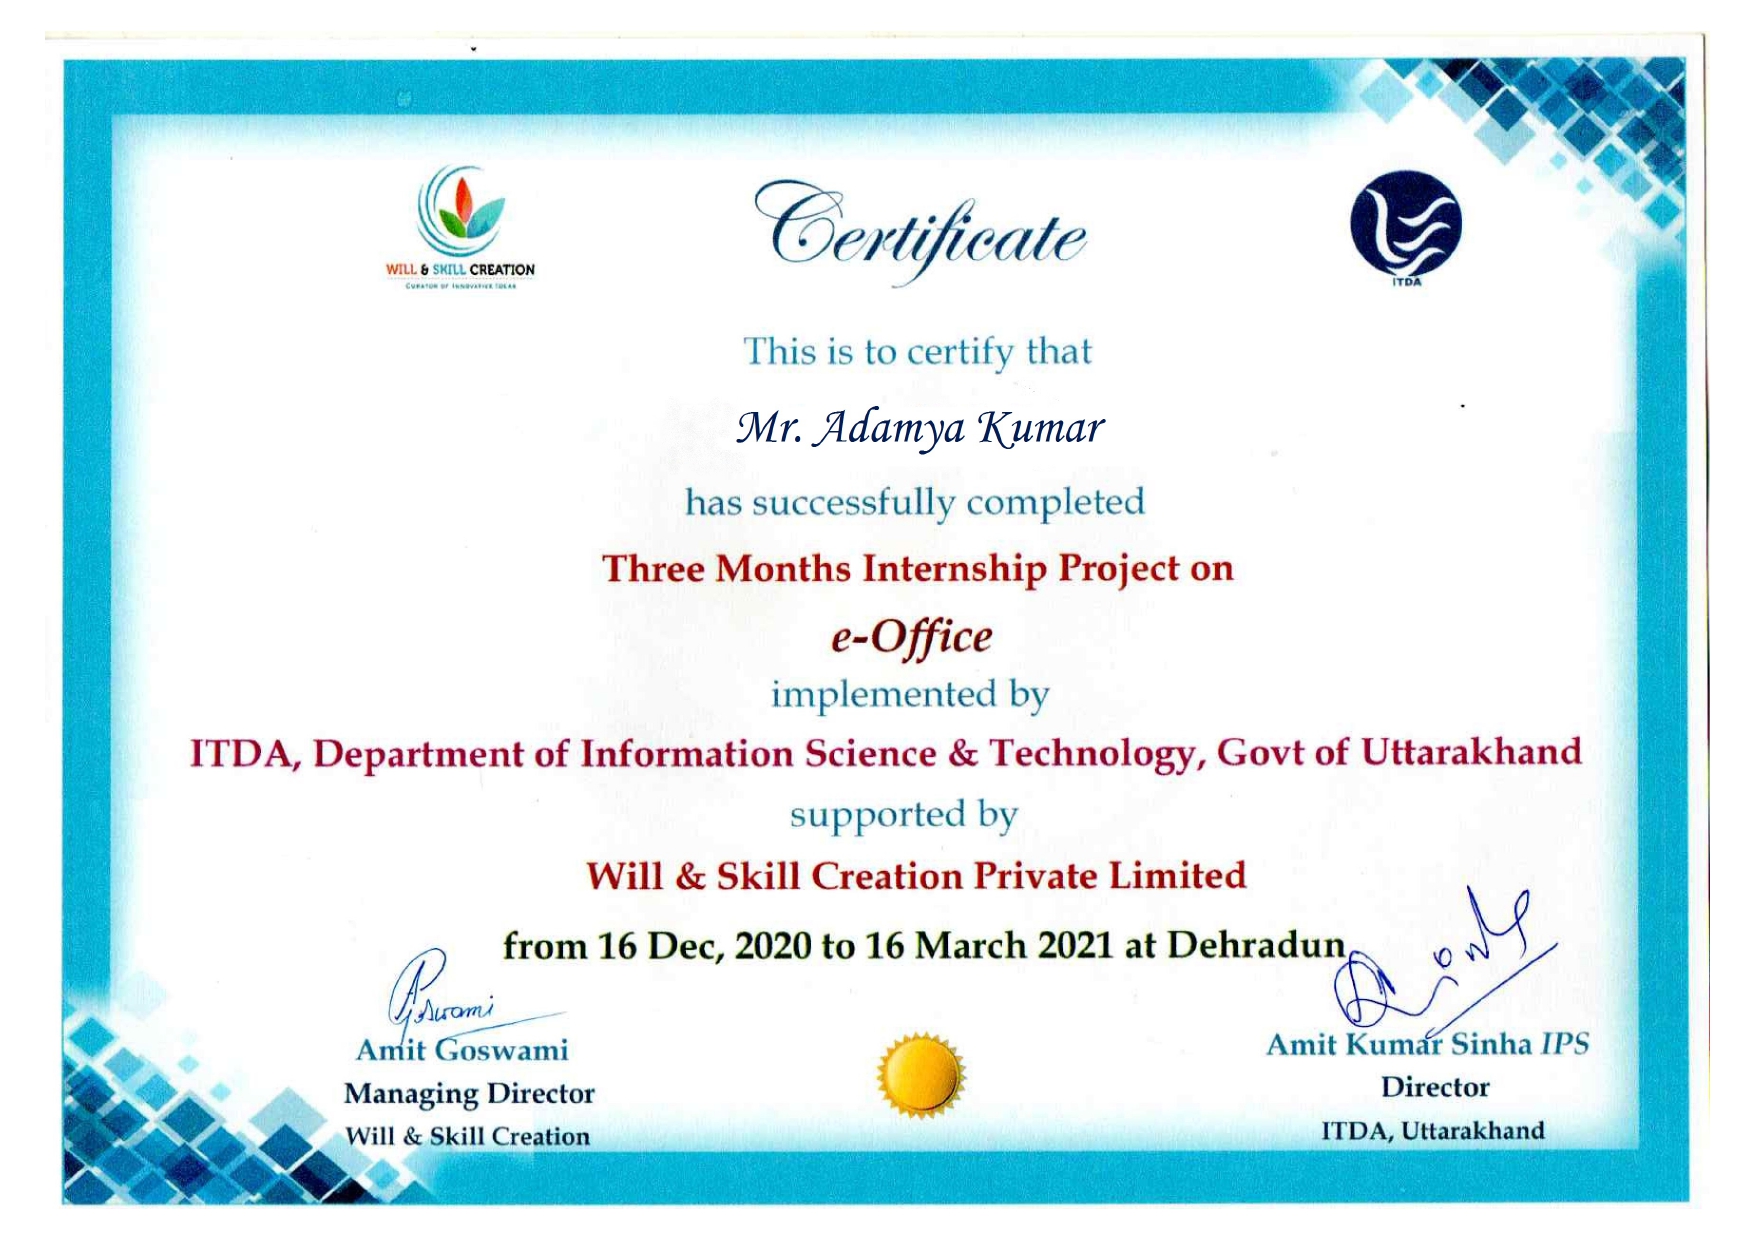 WILL & SKILL CREATION
CURATOR OF INNOVATIVE IDEAS
Certificate
ITDA
This is to certify that
Mr. Adamya Kumar
has successfully completed
Three Months Internship Project on
e-Office
implemented by
ITDA, Department of Information Science & Technology, Govt of Uttarakhand
supported by
Will & Skill Creation Private Limited
from 16 Dec, 2020 to 16 March 2021 at Dehradun
Goswami
Amit Goswami
Managing Director
Will & Skill Creation
Amit Kumar Sinha IPS
Director
ITDA, Uttarakhand